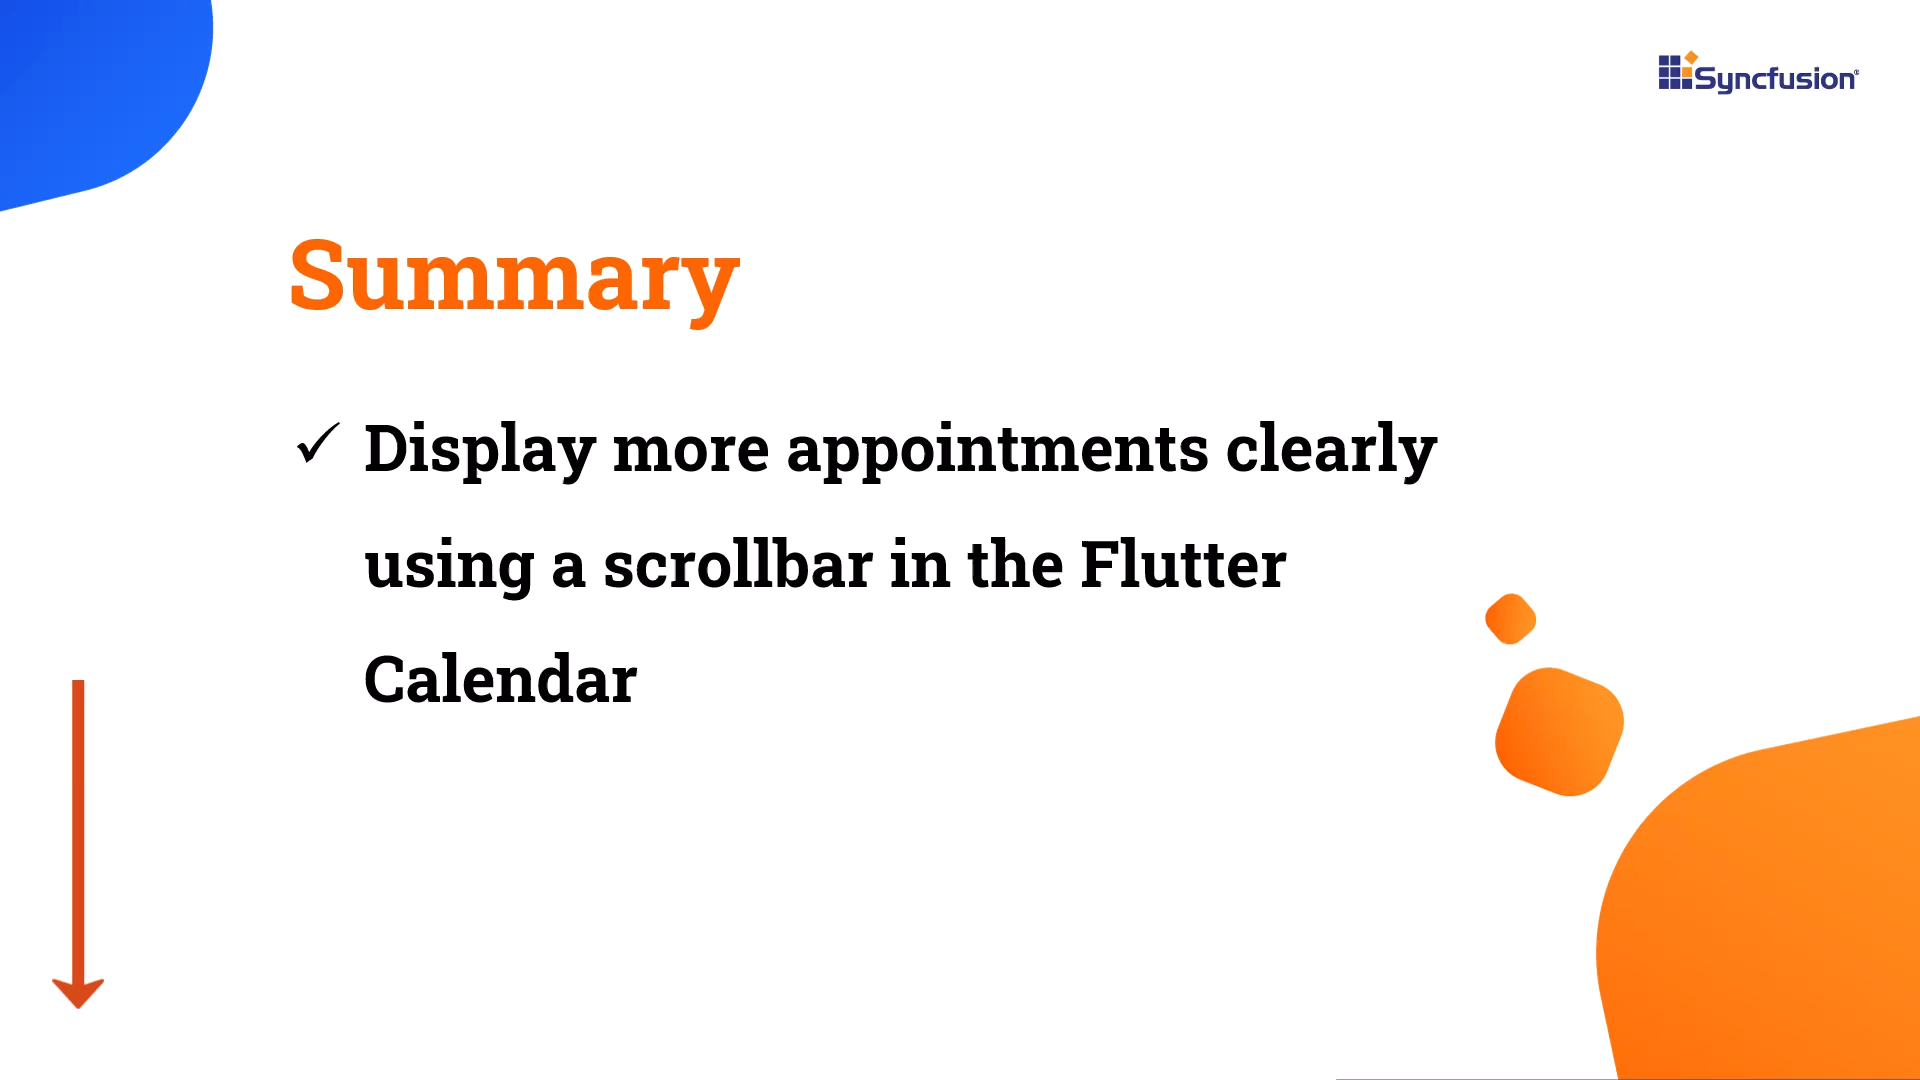 Syncfusion®
Summary
✓ Display more appointments clearly
using a scrollbar in the Flutter
Calendar